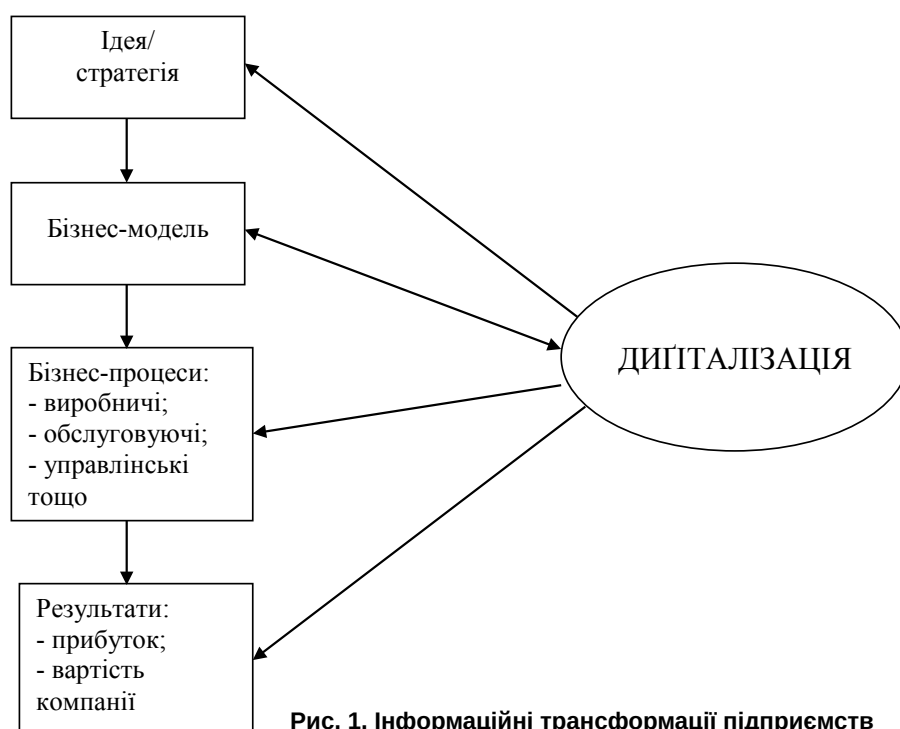 Ідея/
стратегія
Бізнес-модель
ДИҐІТАЛІЗАЦІЯ
Бізнес-процеси:
- виробничі;
- обслуговуючі;
- управлінські
тощо
Результати:
- прибуток;
- вартість
компанії
Рис. 1. Інформаційні трансформації підприємств